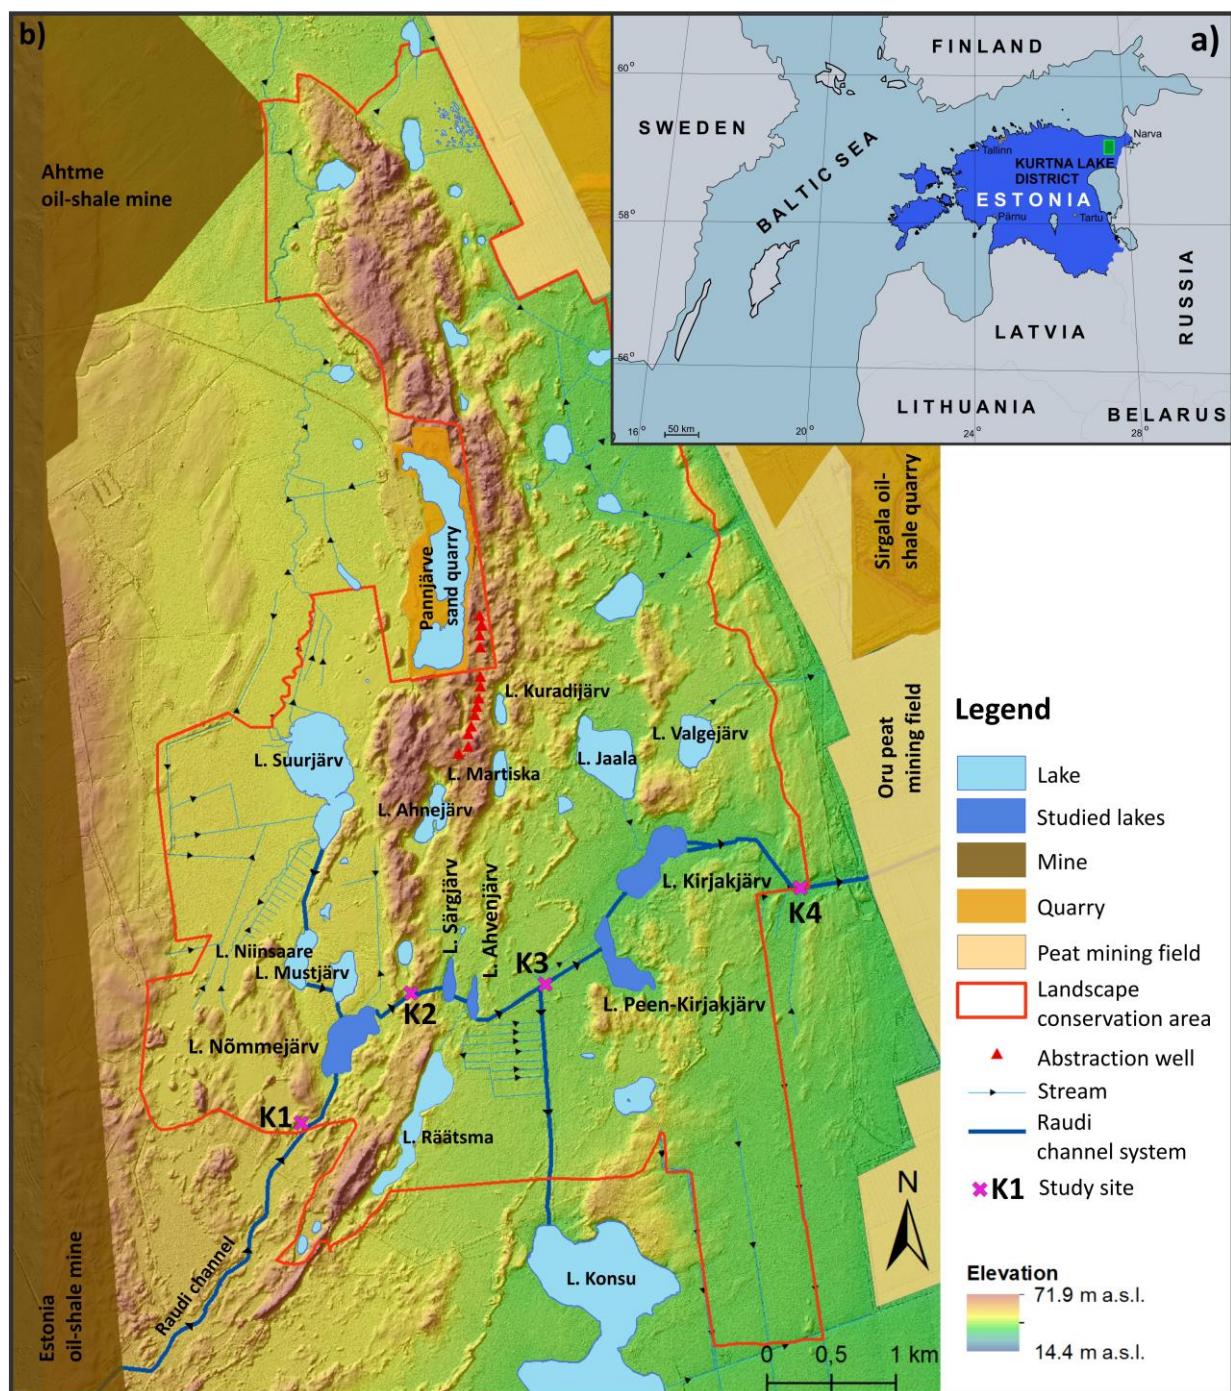 b)
a)
FINLAND
60°
SWEDEN
BALTIC SEA
Tallinn
Narva
KURTNA LAKE
DISTRICT
ESTONIA
58°
Pärnu
Tartu
RUSSIA
LATVIA
56°
LITHUANIA
BELARUS
16°
50 km
20°
24°
28°
Ahtme
oil-shale mine
Pannjärve
sand quarry
Sirgala oil-
shale quarry
L. Kuradijärv
L. Suurjärv
L. Martiska
L. Jaala
L. Valgejärv
Oru peat
mining field
L. Ahnejärv
L. Särgjärv
L. Ahvenjärv
L. Kirjakjärv
K4
L. Niinsaare
L. Mustjärv
K2
K3
L. Peen-Kirjakjärv
L. Nõmmejärv
K1
L. Räätsma
Raudi channel
L. Konsu
Estonia
oil-shale mine
0 0,5 1 km
Legend
Lake
Studied lakes
Mine
Quarry
Peat mining field
Landscape
conservation area
Abstraction well
Stream
Raudi
channel system
K1 Study site
N
Elevation
71.9 m a.s.l.
14.4 m a.s.l.